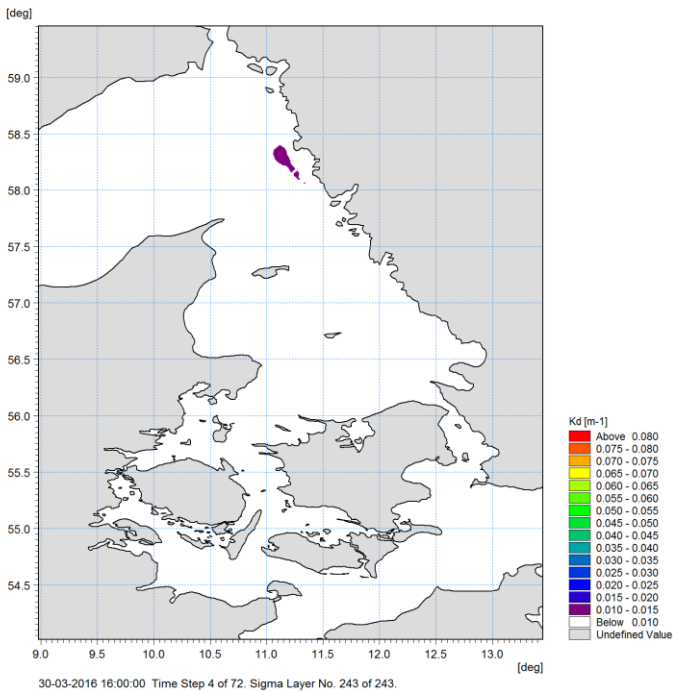 [deg]
59.0
58.5
58.0
57.5
57.0
56.5
56.0
55.5
55.0
54.5
9.0 9.5 10.0 10.5 11.0 11.5 12.0 12.5 13.0
[deg]
Kd [m-1]
Above 0.080
0.075 - 0.080
0.070 - 0.075
0.065 - 0.070
0.060 - 0.065
0.055 - 0.060
0.050 - 0.055
0.045 - 0.050
0.040 - 0.045
0.035 - 0.040
0.030 - 0.035
0.025 - 0.030
0.020 - 0.025
0.015 - 0.020
0.010 - 0.015
Below 0.010
Undefined Value
30-03-2016 16:00:00 Time Step 4 of 72. Sigma Layer No. 243 of 243.